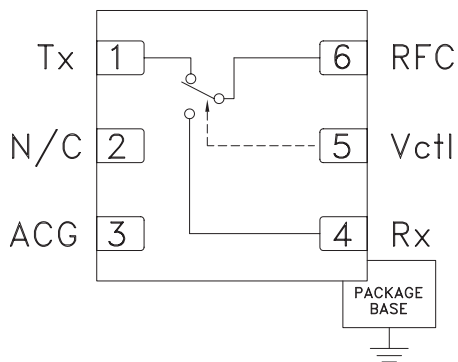 Tx 1 6 RFC
N/C 2 5 Vctl
ACG 3 4 Rx
PACKAGE
BASE